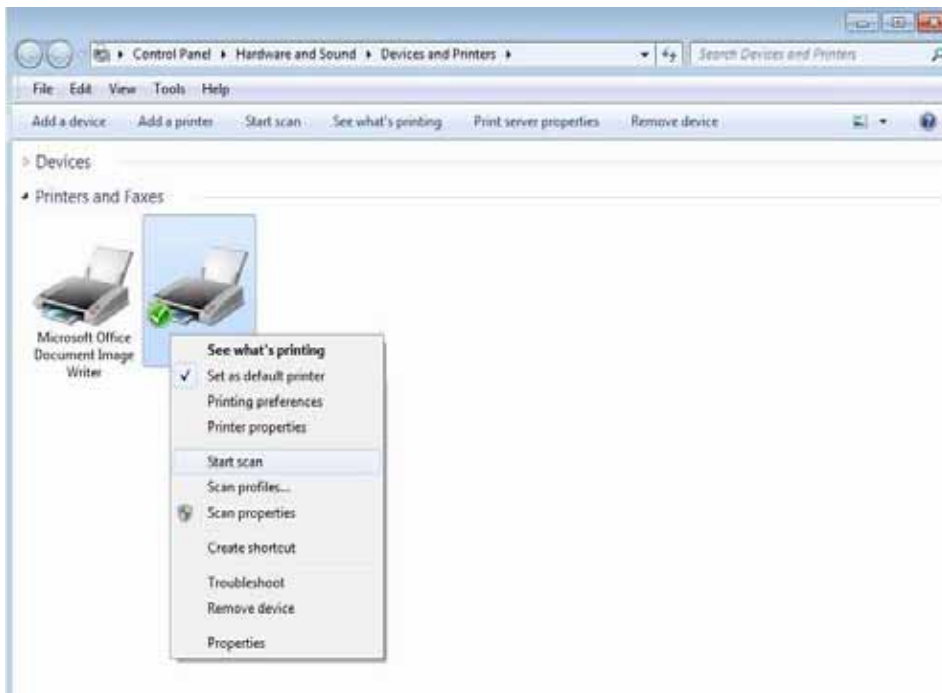 Control Panel Hardware and Sound Devices and Printers
Search Devices and Printers
File Edit View Tools Help
Add a device Add a printer Start scan See what's printing Print server properties Remove device
Devices
Printers and Faxes
Microsoft Office
Document Image
Writer
See what's printing
Set as default printer
Printing preferences
Printer properties
Start scan
Scan profiles...
Scan properties
Create shortcut
Troubleshoot
Remove device
Properties